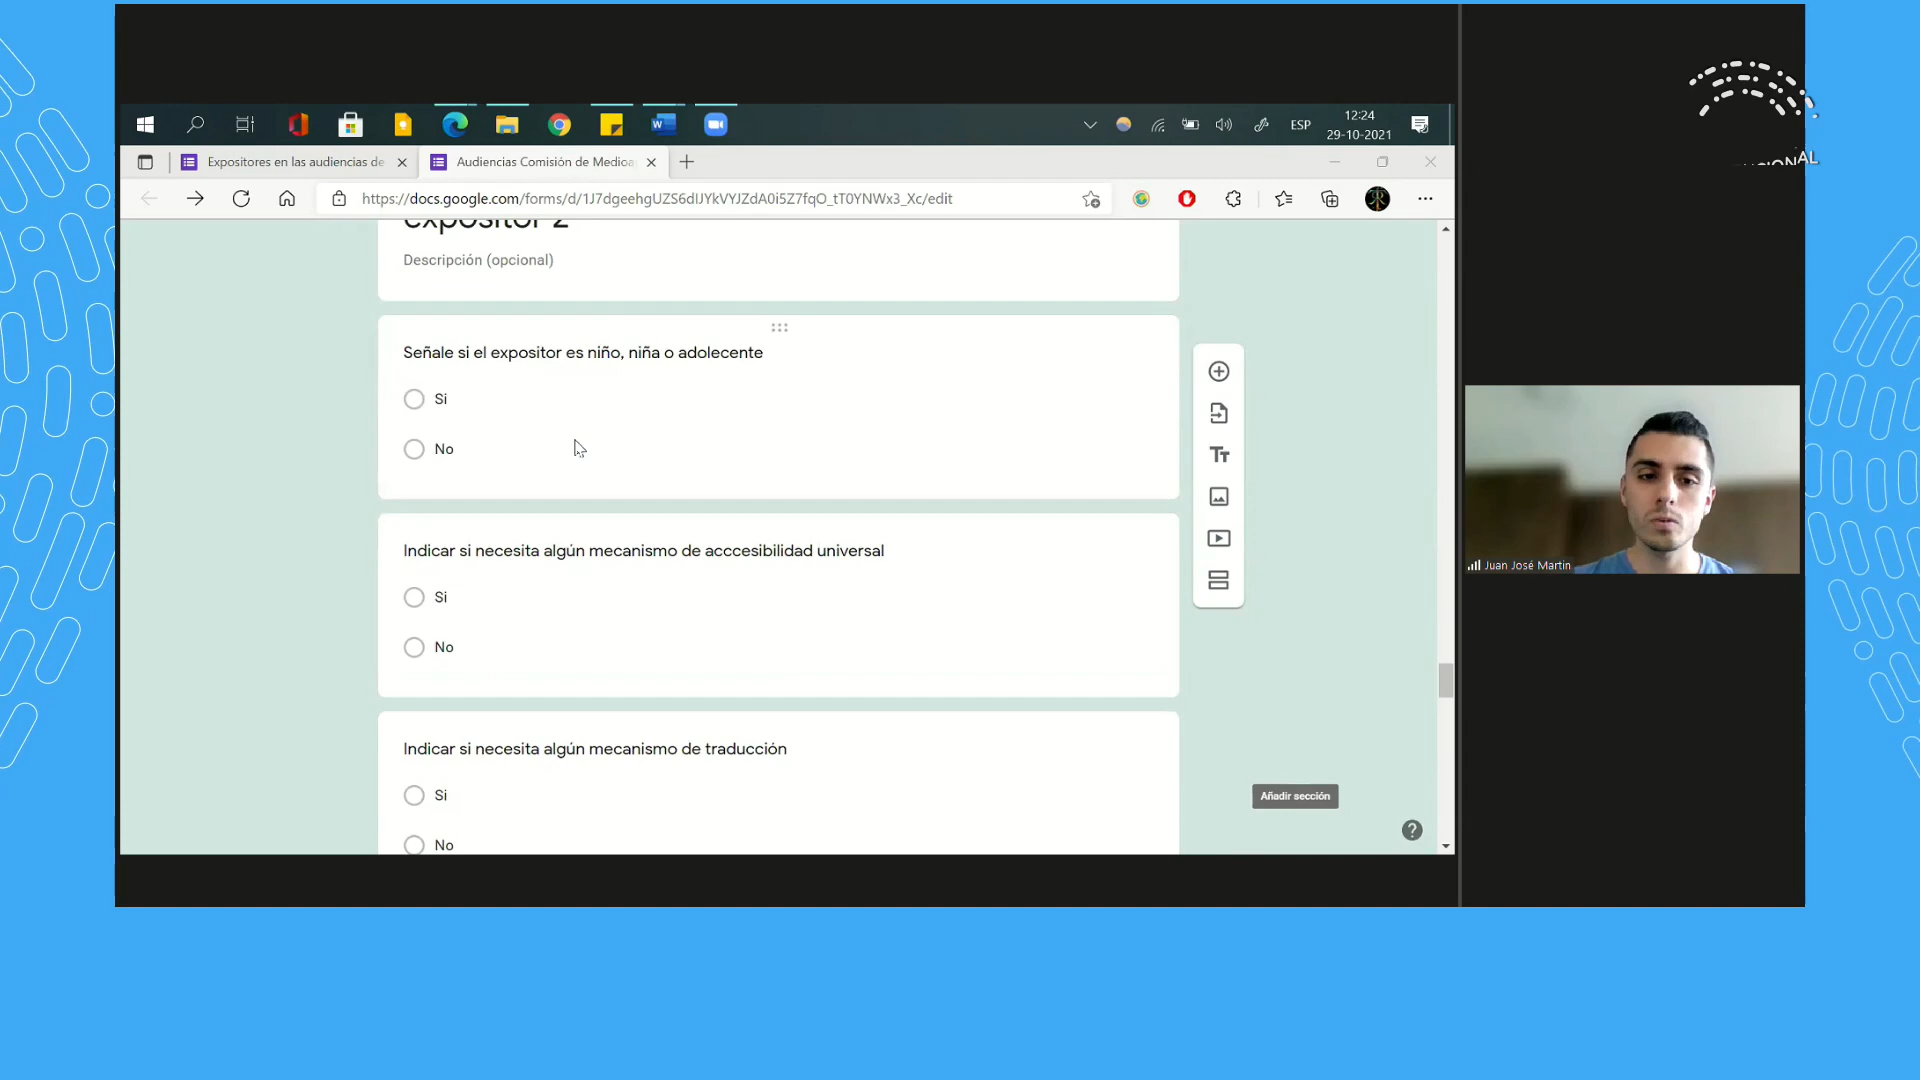 12:24
ESP
29-10-2021
Expositores en las audiencias de
Audiencias Comisión de Medioa
https://docs.google.com/forms/d/1J7dgeehgUZS6dIJYkVYJZdA0i5Z7fqO_tT0YNWx3_Xc/edit
expositor 2
Descripción (opcional)
Señale si el expositor es niño, niña o adolecente
Si
No
Indicar si necesita algún mecanismo de acccesibilidad universal
Si
No
Indicar si necesita algún mecanismo de traducción
Si
No
Añadir sección
Juan José Martin